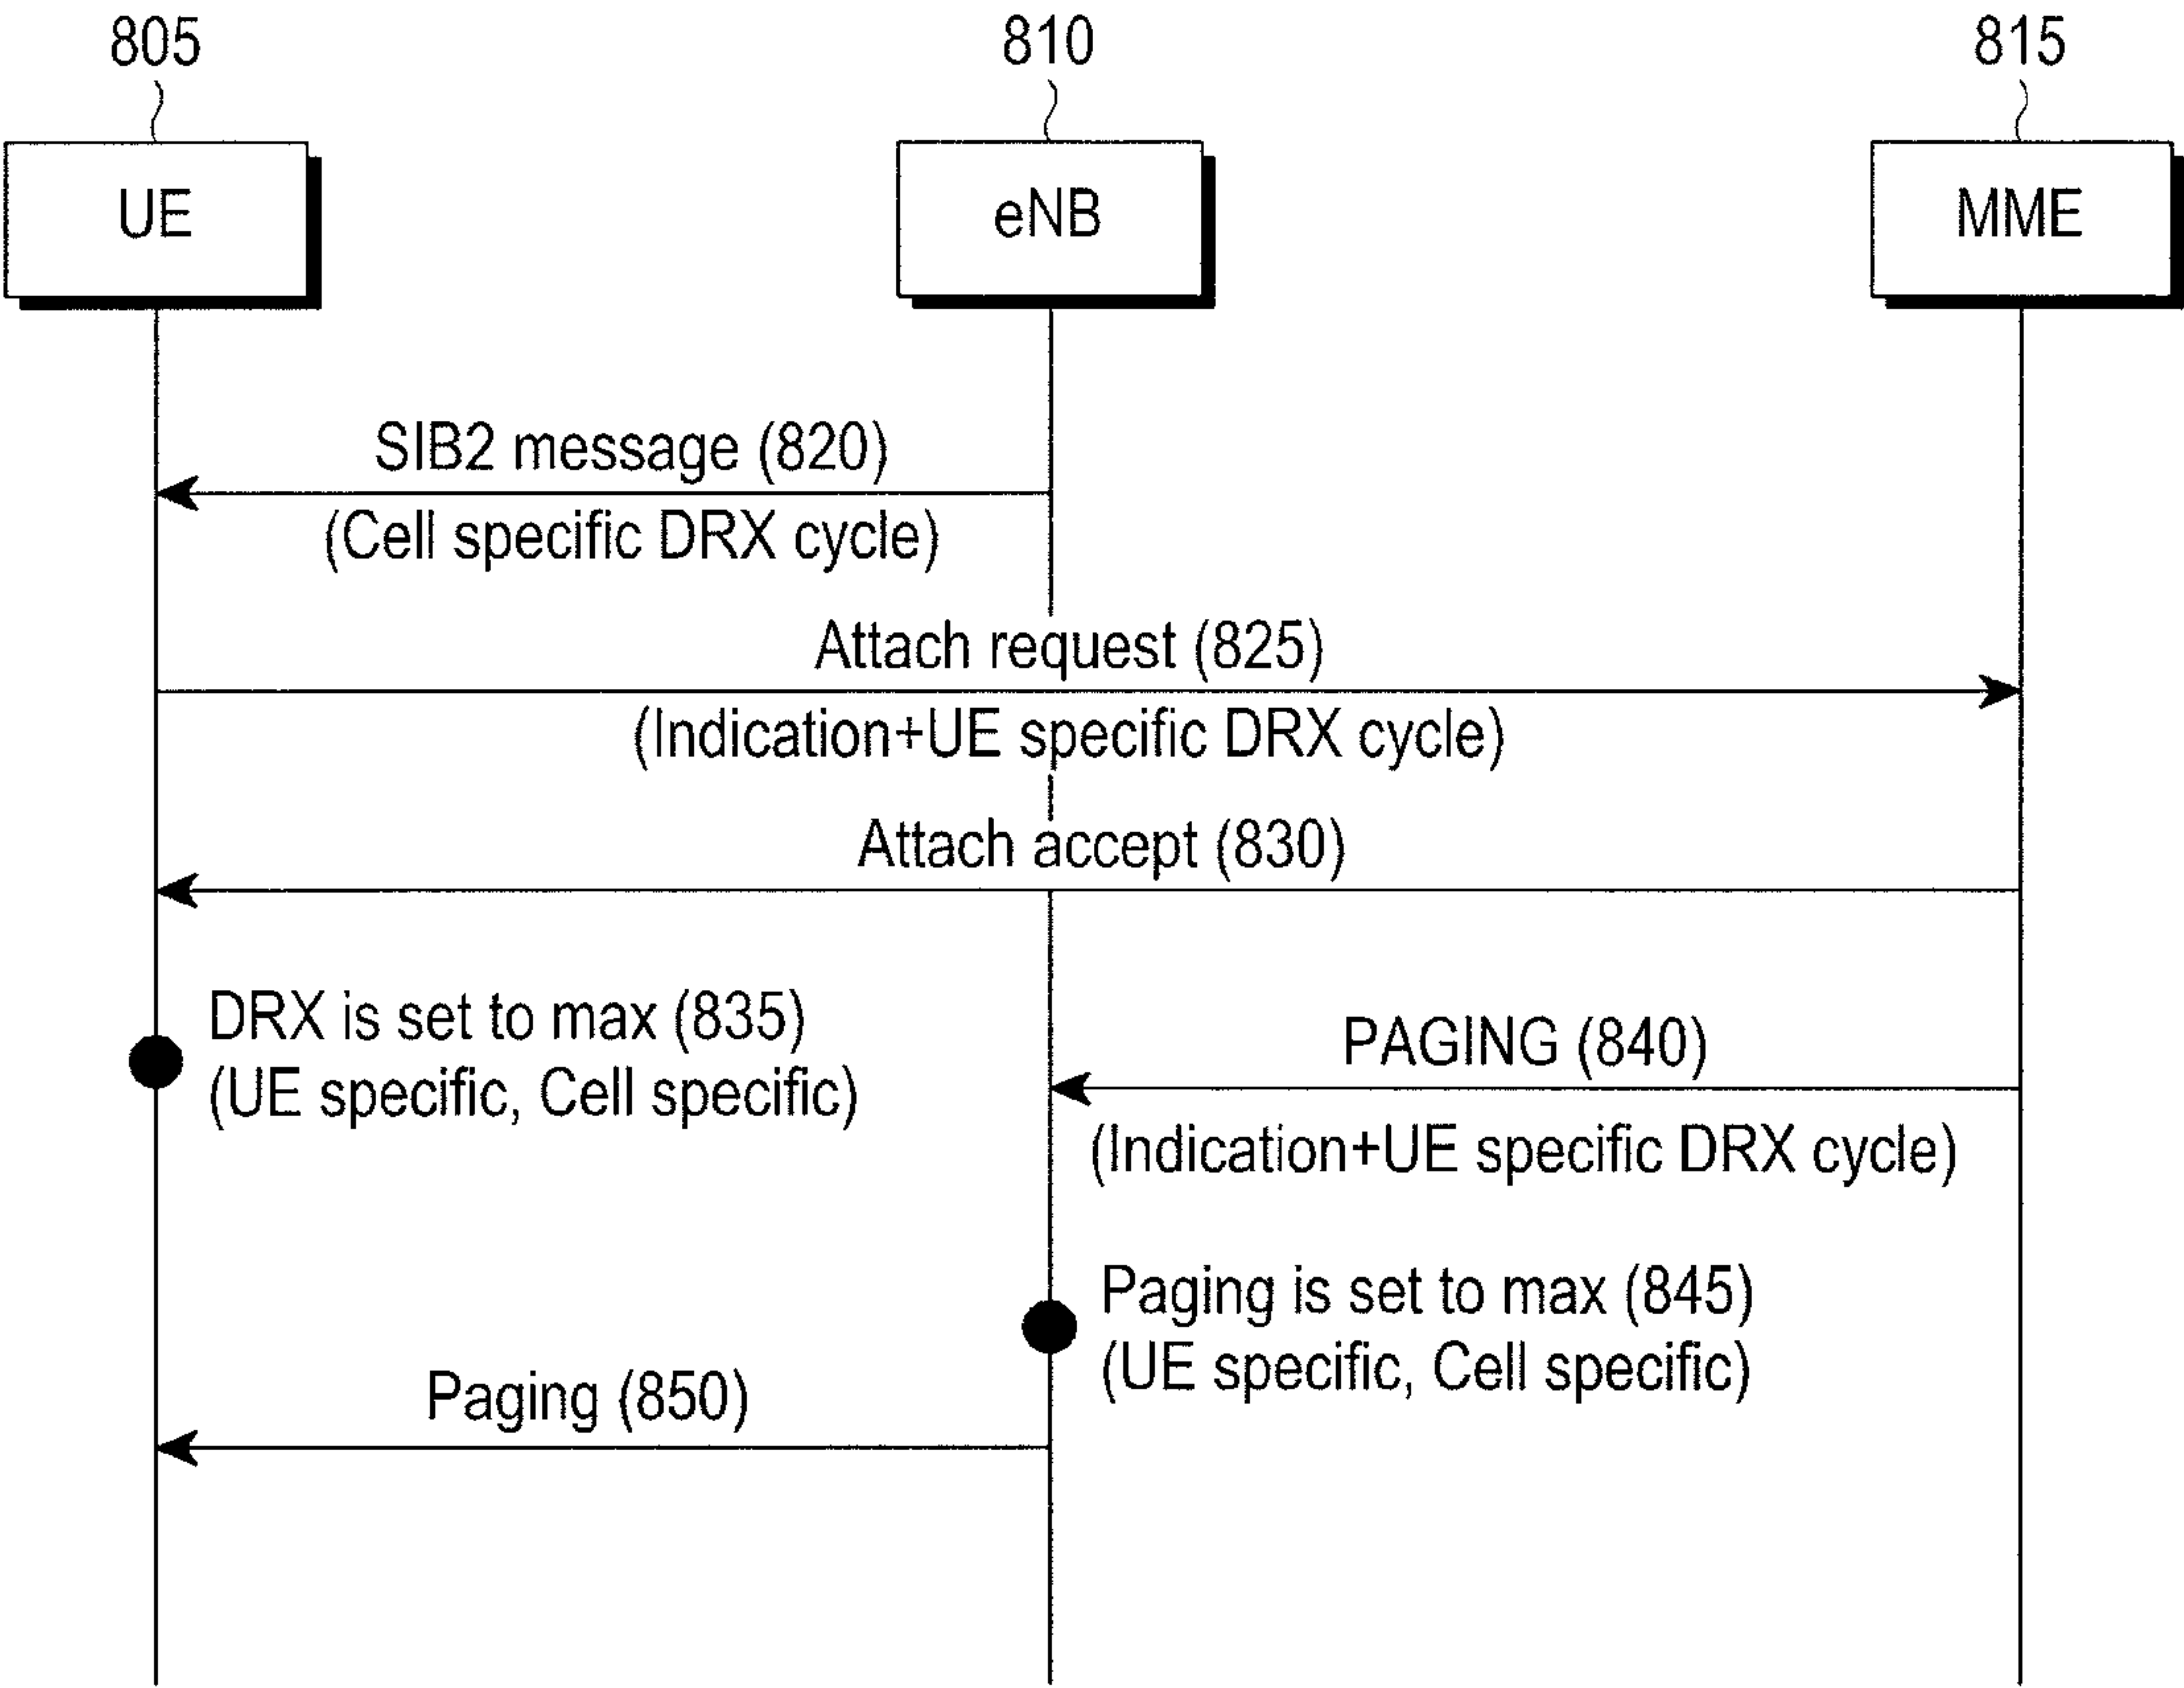 805
810
815
UE
eNB
MME
SIB2 message (820)
(Cell specific DRX cycle)
Attach request (825)
(Indication+UE specific DRX cycle)
Attach accept (830)
DRX is set to max (835)
(UE specific, Cell specific)
PAGING (840)
(Indication+UE specific DRX cycle)
Paging is set to max (845)
(UE specific, Cell specific)
Paging (850)